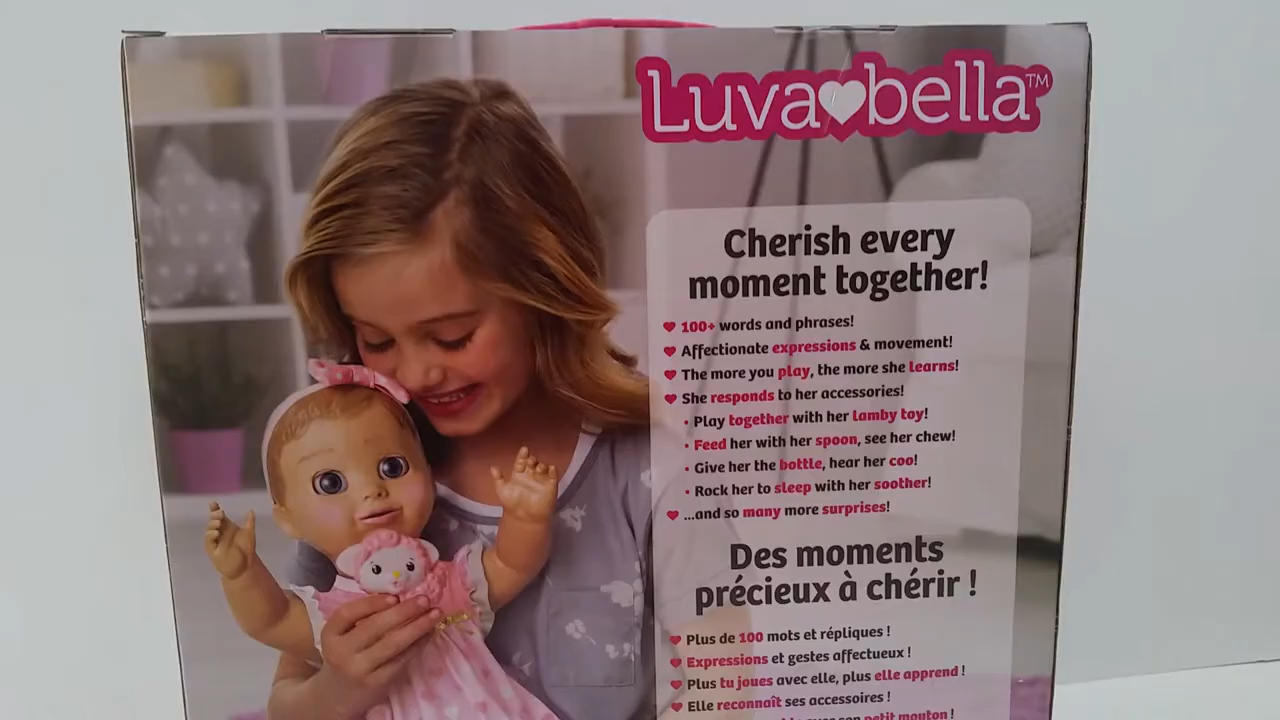 Luvabella™
Cherish every
moment together!
100+ words and phrases!
Affectionate expressions & movement!
The more you play, the more she learns!
She responds to her accessories!
• Play together with her lamby toy!
• Feed her with her spoon, see her chew!
• Give her the bottle, hear her coo!
• Rock her to sleep with her soother!
...and so many more surprises!
Des moments
précieux à chérir !
Plus de 100 mots et répliques !
Expressions et gestes affectueux !
Plus tu joues avec elle, plus elle apprend !
Elle reconnaît ses accessoires !
avec son petit mouton !